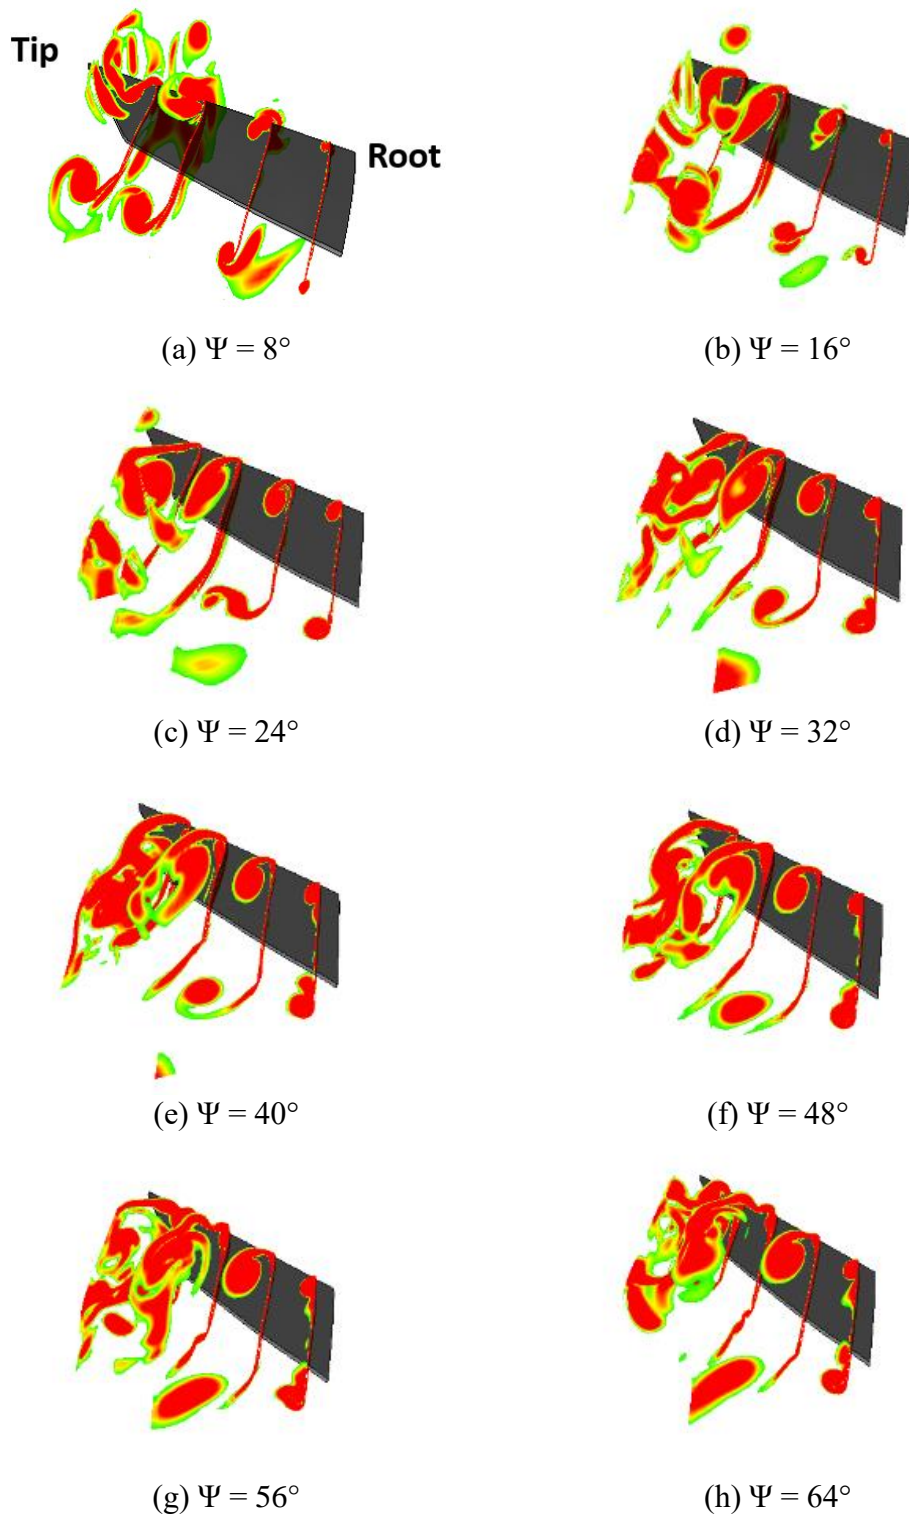 Tip
Root
(a) Ψ = 8°
(b) Ψ = 16°
(c) Ψ = 24°
(d) Ψ = 32°
(e) Ψ = 40°
(f) Ψ = 48°
(g) Ψ = 56°
(h) Ψ = 64°